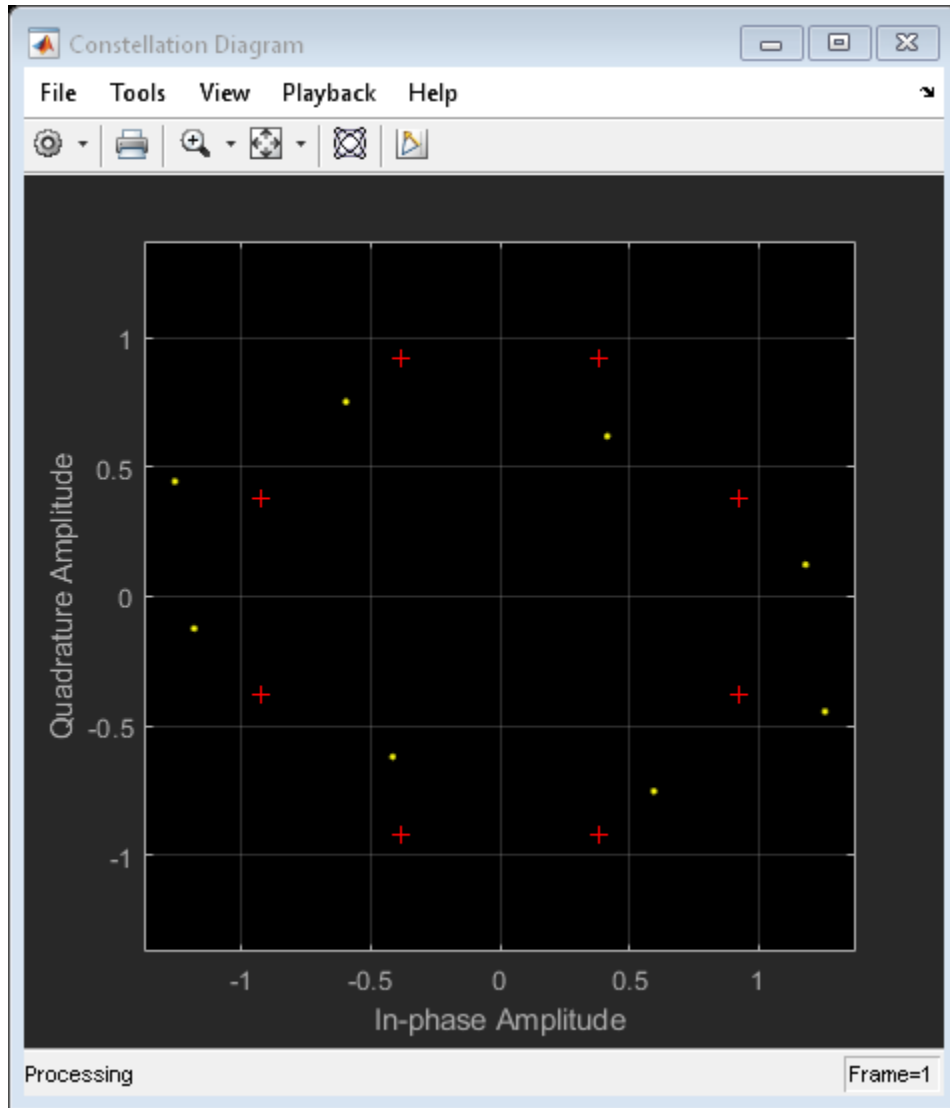 Constellation Diagram
File Tools View Playback Help
1
0.5
0
-0.5
-1
Quadrature Amplitude
-1 -0.5 0 0.5 1
In-phase Amplitude
Processing Frame=1